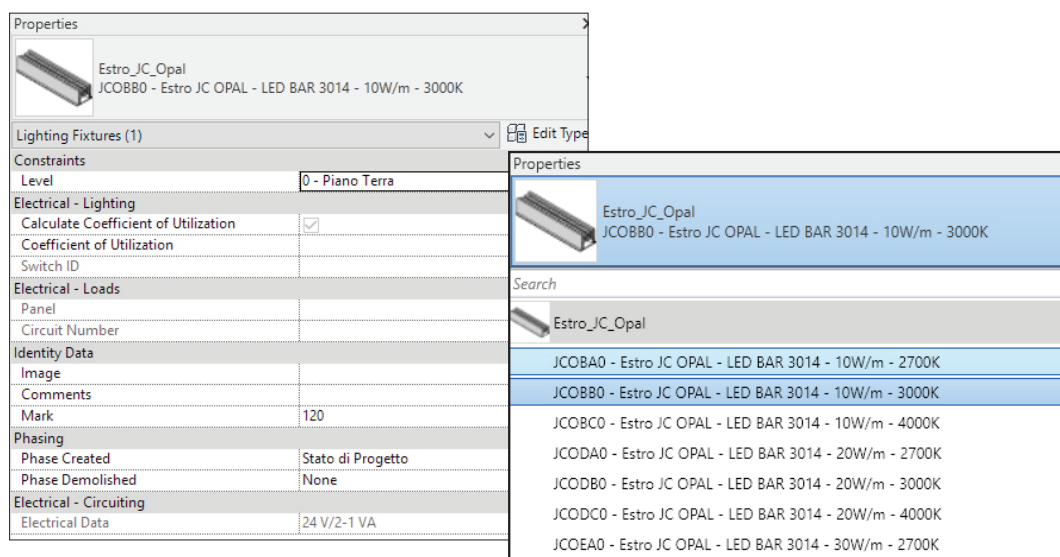 Properties
Estro_JC_Opal
JCOBB0 - Estro JC OPAL - LED BAR 3014 - 10W/m - 3000K
Lighting Fixtures (1)
Edit Type
Constraints
Level 0 - Piano Terra
Electrical - Lighting
Calculate Coefficient of Utilization
Coefficient of Utilization
Switch ID
Electrical - Loads
Panel
Circuit Number
Identity Data
Image
Comments
Mark 120
Phasing
Phase Created Stato di Progetto
Phase Demolished None
Electrical - Circuiting
Electrical Data 24 V/2-1 VA
Properties
Estro_JC_Opal
JCOBB0 - Estro JC OPAL - LED BAR 3014 - 10W/m - 3000K
Search
Estro_JC_Opal
JCOBA0 - Estro JC OPAL - LED BAR 3014 - 10W/m - 2700K
JCOBB0 - Estro JC OPAL - LED BAR 3014 - 10W/m - 3000K
JCOBC0 - Estro JC OPAL - LED BAR 3014 - 10W/m - 4000K
JCODA0 - Estro JC OPAL - LED BAR 3014 - 20W/m - 2700K
JCODB0 - Estro JC OPAL - LED BAR 3014 - 20W/m - 3000K
JCODC0 - Estro JC OPAL - LED BAR 3014 - 20W/m - 4000K
JCOEA0 - Estro JC OPAL - LED BAR 3014 - 30W/m - 2700K